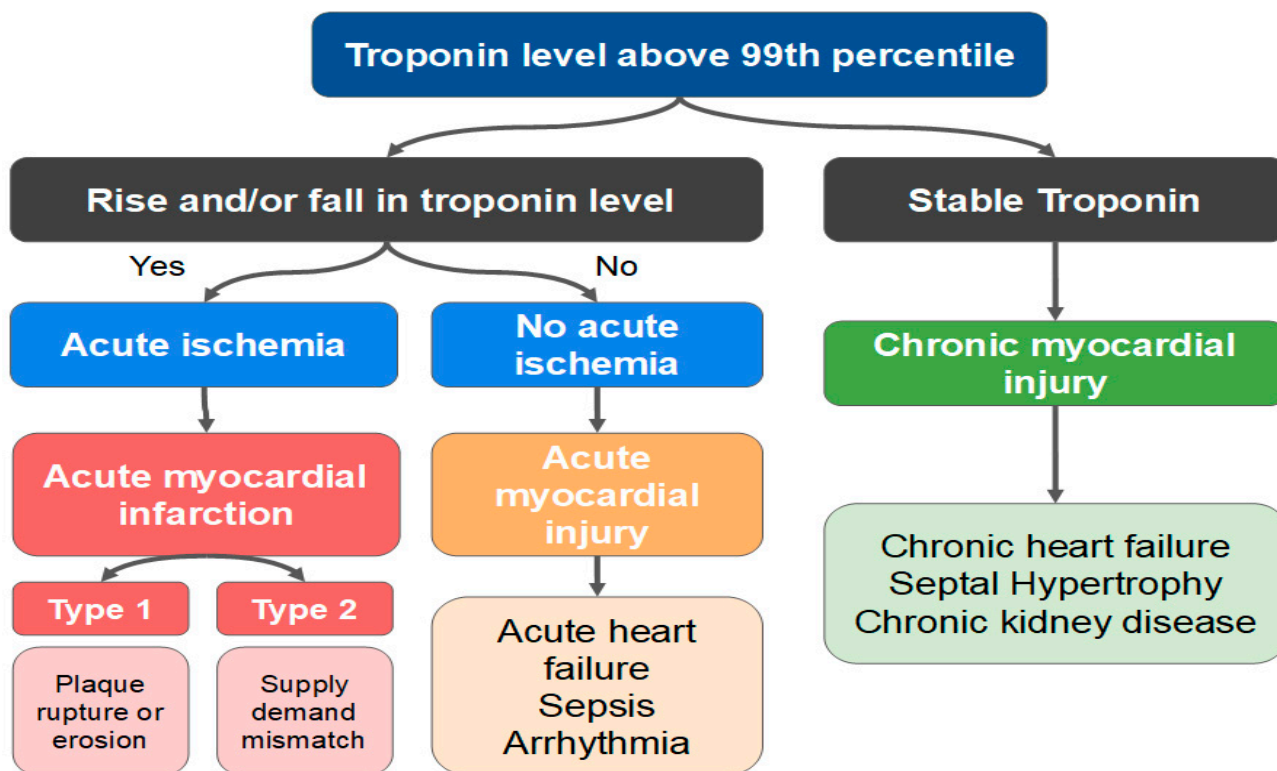 Troponin level above 99th percentile
Rise and/or fall in troponin level
Stable Troponin
Yes
No
Acute ischemia
No acute
ischemia
Chronic myocardial
injury
Acute myocardial
infarction
Acute
myocardial
injury
Type 1
Type 2
Plaque
rupture or
erosion
Supply
demand
mismatch
Acute heart
failure
Sepsis
Arrhythmia
Chronic heart failure
Septal Hypertrophy
Chronic kidney disease